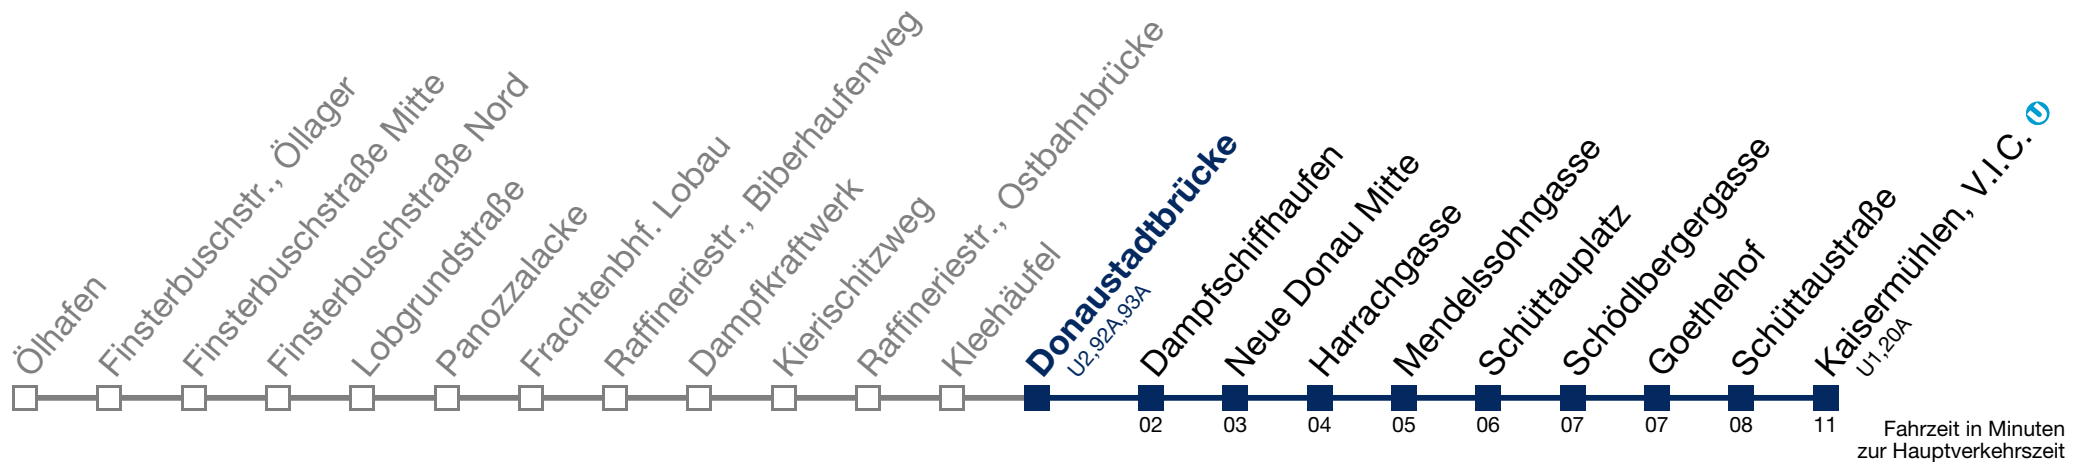 Ölhafen
Finsterbuschstr., Öllager
Finsterbuschstraße Mitte
Finsterbuschstraße Nord
Lobgrundstraße
Panozzalacke
Frachtenbhf. Lobau
Raffineriestr., Biberhaufenweg
Dampfkraftwerk
Kierischitzweg
Raffineriestr., Ostbahnbrücke
Kleehäufel
Donaustadtbrücke
U2,92A,93A
Dampfschiffhaufen
Neue Donau Mitte
Harrachgasse
Mendelssohngasse
Schüttauplatz
Schödlbergergasse
Goethehof
Schüttaustraße
Kaisermühlen, V.I.C. U
U1,20A
02 03 04 05 06 07 07 08 11
Fahrzeit in Minuten
zur Hauptverkehrszeit